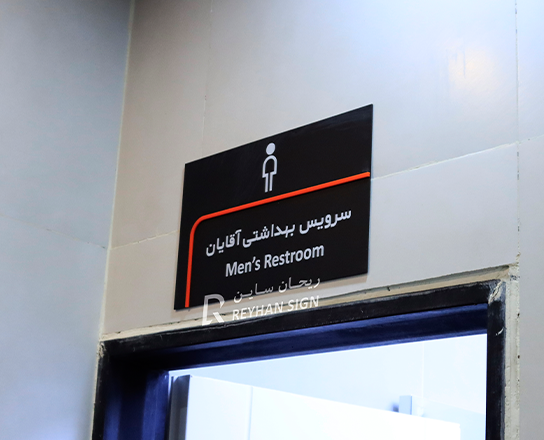 سرویس بهداشتی آقایان
Men's Restroom
ریحان ساین
REYHAN SIGN